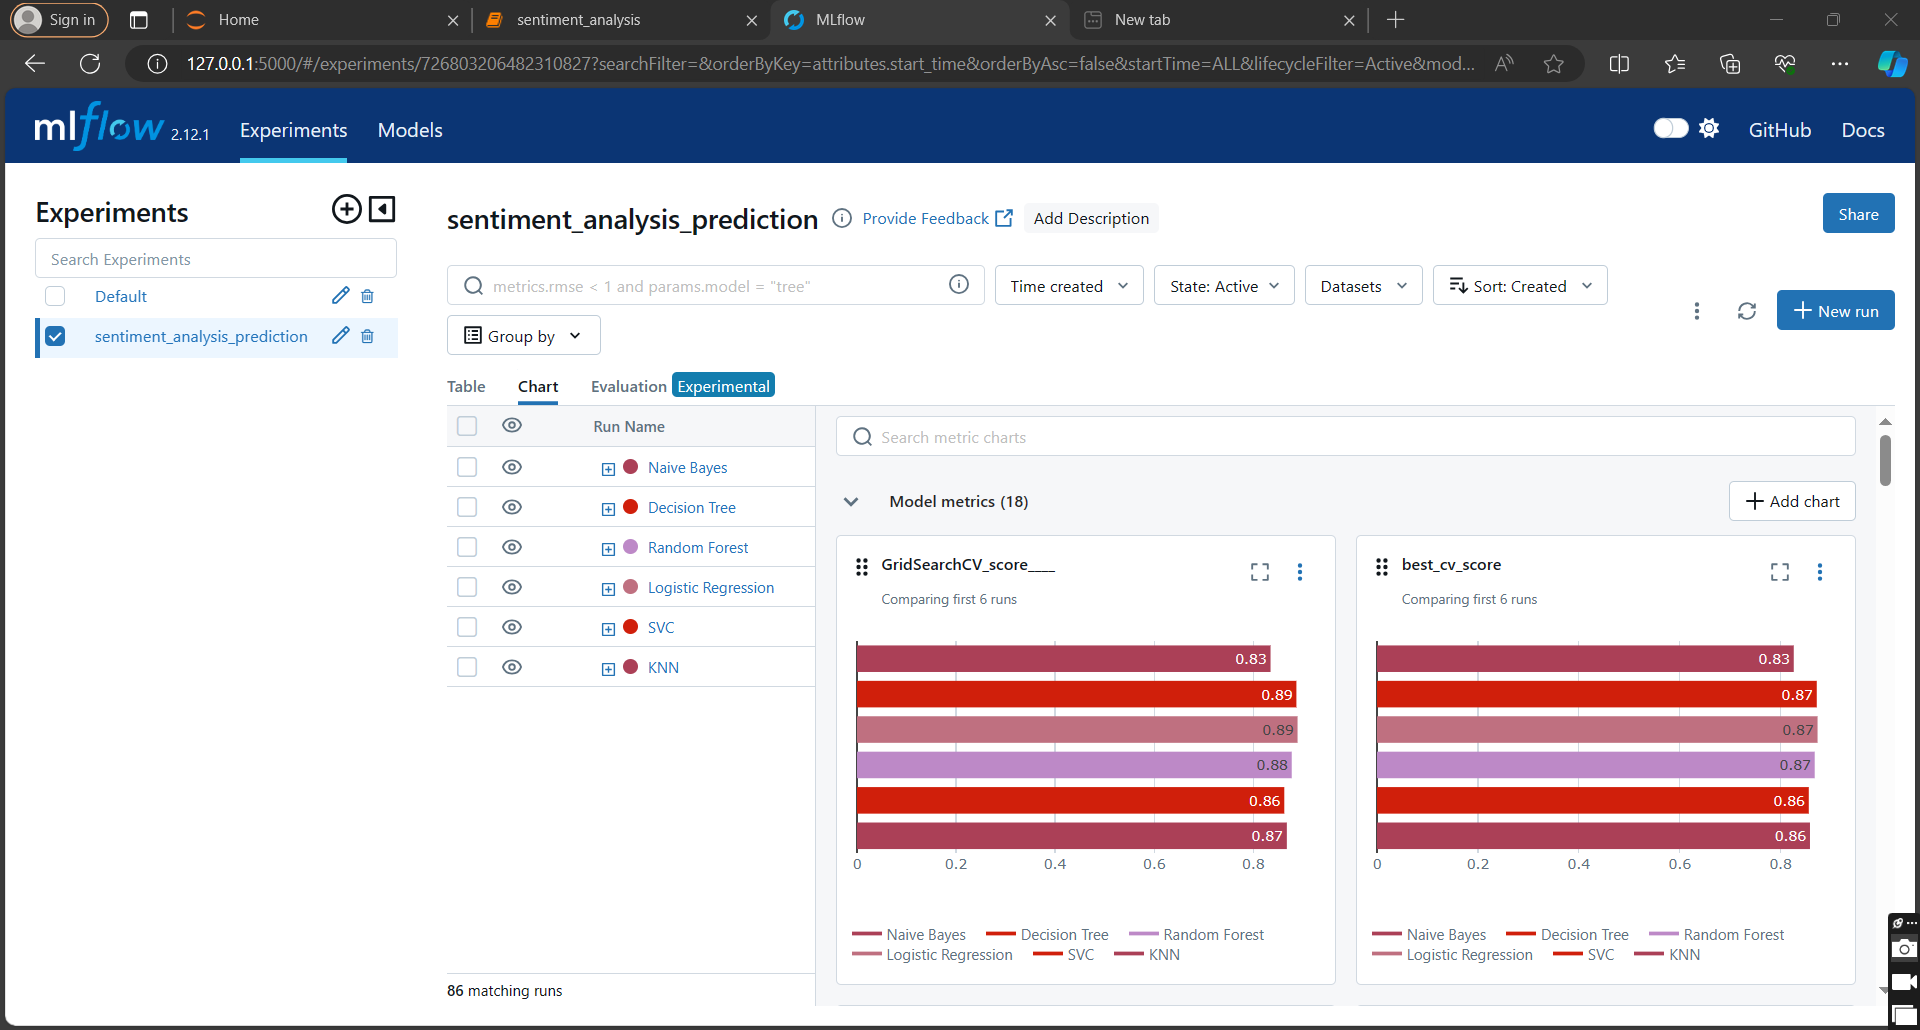 Sign in
Home
sentiment_analysis
MLflow
New tab
127.0.0.1:5000/#/experiments/726803206482310827?searchFilter=&orderByKey=attributes.start_time&orderByAsc=false&startTime=ALL&lifecycleFilter=Active&mod...
mlflow 2.12.1
Experiments
Models
GitHub
Docs
Experiments
Search Experiments
Default
sentiment_analysis_prediction
sentiment_analysis_prediction
Provide Feedback
Add Description
Share
metrics.rmse < 1 and params.model = "tree"
Time created
State: Active
Datasets
Sort: Created
New run
Group by
Table
Chart
Evaluation
Experimental
Run Name
Naive Bayes
Decision Tree
Random Forest
Logistic Regression
SVC
KNN
86 matching runs
Search metric charts
Model metrics (18)
Add chart
GridSearchCV_score____
Comparing first 6 runs
0.83
0.89
0.89
0.88
0.86
0.87
0 0.2 0.4 0.6 0.8
Naive Bayes Decision Tree Random Forest
Logistic Regression SVC KNN
best_cv_score
Comparing first 6 runs
0.83
0.87
0.87
0.87
0.86
0.86
0 0.2 0.4 0.6 0.8
Naive Bayes Decision Tree Random Forest
Logistic Regression SVC KNN